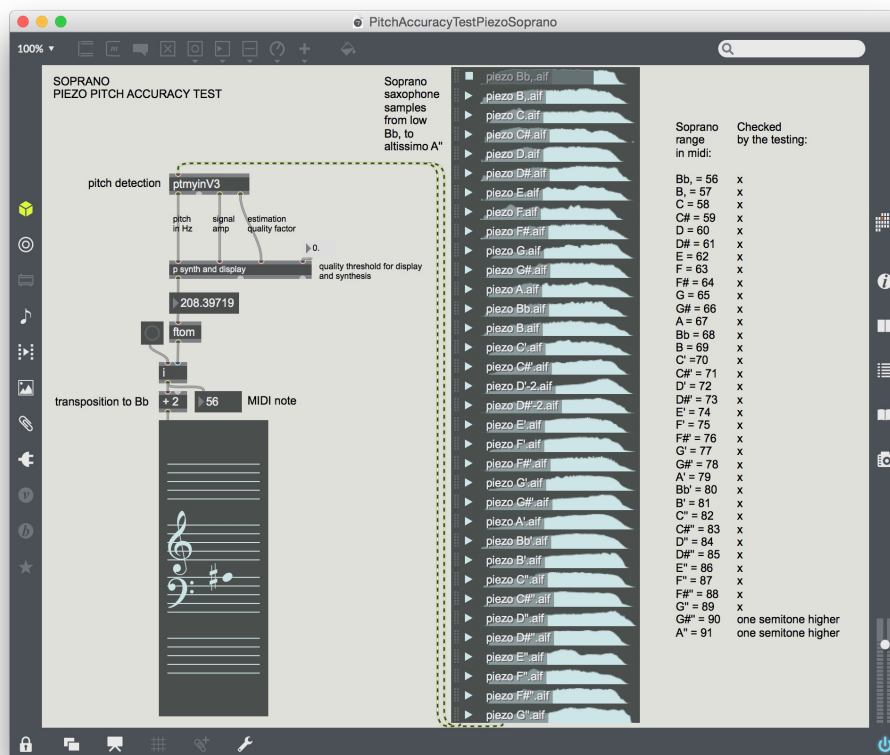 PitchAccuracyTestPiezoSoprano
100%
SOPRANO
PIEZO PITCH ACCURACY TEST
Soprano
saxophone
samples
from low
Bb, to
altissimo A"
pitch detection
ptmyinV3
pitch
in Hz
signal
amp
estimation
quality factor
0.
p synth and display
quality threshold for display
and synthesis
208.39719
ftom
i
transposition to Bb
+ 2
56
MIDI note
piezo Bb,.aif
piezo B,.aif
piezo C.aif
piezo C#.aif
piezo D.aif
piezo D#.aif
piezo E.aif
piezo F.aif
piezo F#.aif
piezo G.aif
piezo G#.aif
piezo A.aif
piezo Bb.aif
piezo B.aif
piezo C'.aif
piezo C#'.aif
piezo D'-2.aif
piezo D#'-2.aif
piezo E'.aif
piezo F'.aif
piezo F#'.aif
piezo G'.aif
piezo G#'.aif
piezo A'.aif
piezo Bb'.aif
piezo B'.aif
piezo C".aif
piezo C#".aif
piezo D".aif
piezo D#".aif
piezo E".aif
piezo F".aif
piezo F#".aif
piezo G".aif
Soprano
range
in midi:
Checked
by the testing:
Bb, = 56 x
B, = 57 x
C = 58 x
C# = 59 x
D = 60 x
D# = 61 x
E = 62 x
F = 63 x
F# = 64 x
G = 65 x
G# = 66 x
A = 67 x
Bb = 68 x
B = 69 x
C' =70 x
C#' = 71 x
D' = 72 x
D#' = 73 x
E' = 74 x
F' = 75 x
F#' = 76 x
G' = 77 x
G#' = 78 x
A' = 79 x
Bb' = 80 x
B' = 81 x
C" = 82 x
C#" = 83 x
D" = 84 x
D#" = 85 x
E" = 86 x
F" = 87 x
F#" = 88 x
G" = 89 x
G#" = 90 one semitone higher
A" = 91 one semitone higher